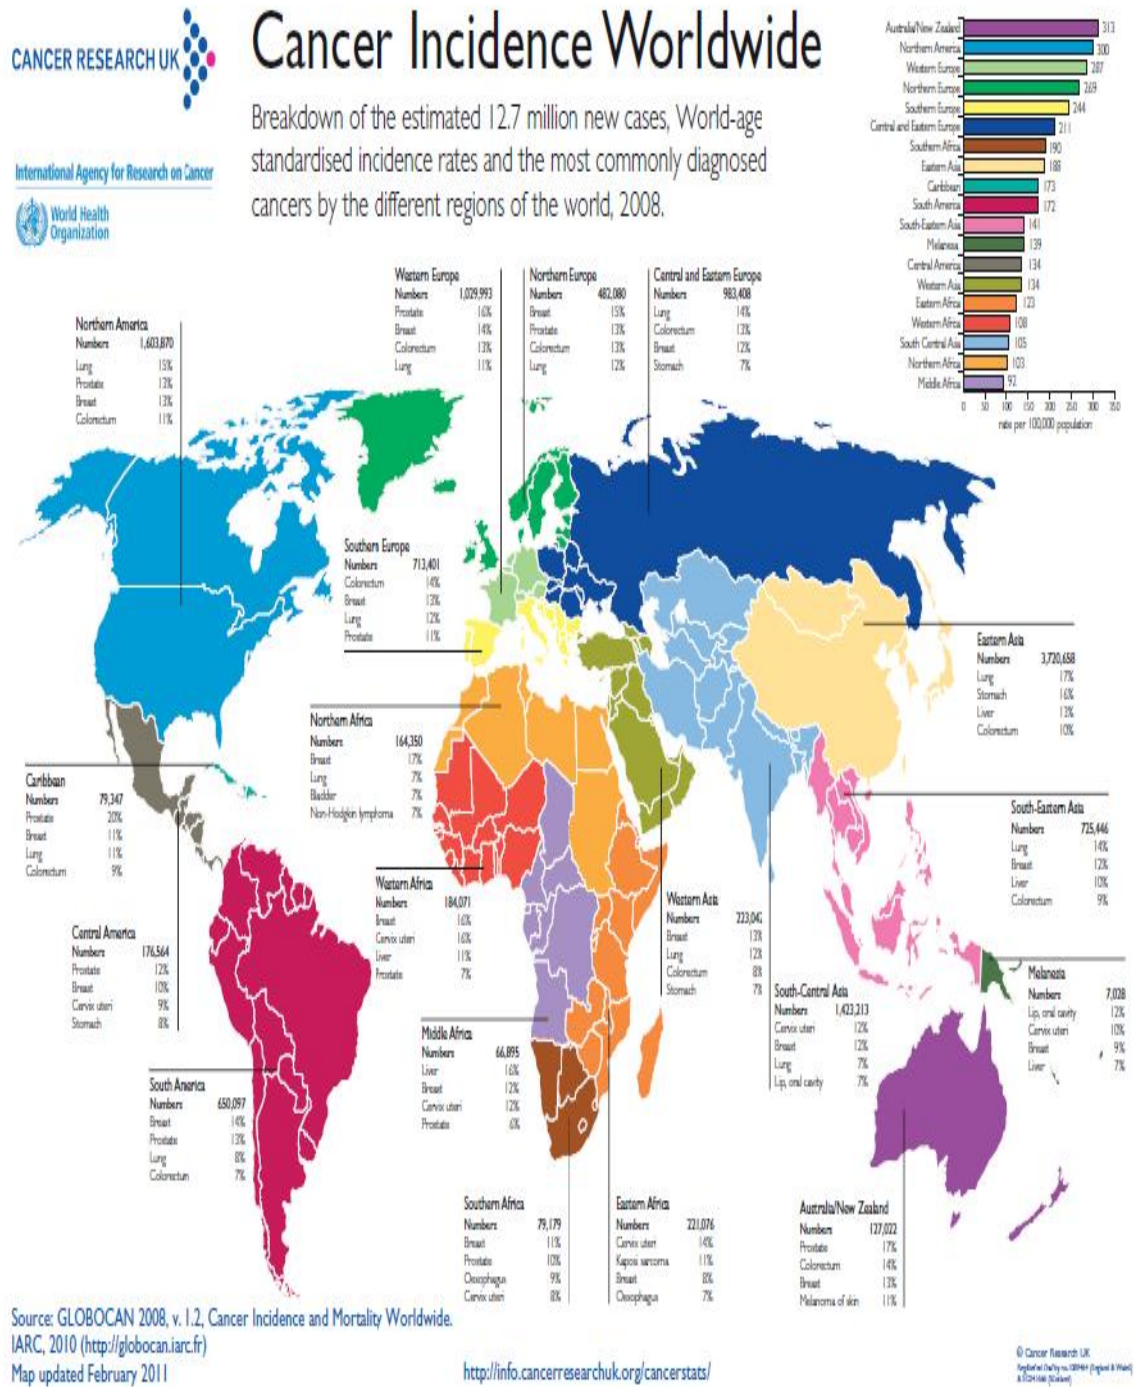 CANCER RESEARCH UK
Cancer Incidence Worldwide
Breakdown of the estimated 12.7 million new cases, World-age
standardised incidence rates and the most commonly diagnosed
cancers by the different regions of the world, 2008.
International Agency for Research on Cancer
World Health
Organization
Australia/New Zealand 313
Northern America 300
Western Europe 287
Northern Europe 269
Southern Europe 244
Central and Eastern Europe 211
Southern Africa 190
Eastern Asia 188
Caribbean 173
South America 172
South-Eastern Asia 141
Melanesia 139
Central America 134
Western Asia 134
Eastern Africa 123
Western Africa 108
South Central Asia 105
Northern Africa 103
Middle Africa 92
0 50 100 150 200 250 300 350
rate per 100,000 population
Western Europe
Numbers 1,029,993
Prostate 16%
Breast 14%
Colorectum 13%
Lung 11%
Northern Europe
Numbers 482,080
Breast 15%
Prostate 13%
Colorectum 13%
Lung 12%
Central and Eastern Europe
Numbers 983,408
Lung 14%
Colorectum 13%
Breast 12%
Stomach 7%
Northern America
Numbers 1,603,870
Lung 15%
Prostate 13%
Breast 13%
Colorectum 11%
Southern Europe
Numbers 713,401
Colorectum 14%
Breast 13%
Lung 12%
Prostate 11%
Eastern Asia
Numbers 3,720,658
Lung 17%
Stomach 16%
Liver 13%
Colorectum 10%
Northern Africa
Numbers 164,350
Breast 17%
Lung 7%
Bladder 7%
Non-Hodgkin lymphoma 7%
Caribbean
Numbers 79,347
Prostate 20%
Breast 11%
Lung 11%
Colorectum 9%
South-Eastern Asia
Numbers 725,446
Lung 14%
Breast 12%
Liver 10%
Colorectum 9%
Western Africa
Numbers 184,071
Breast 16%
Cervix uteri 16%
Liver 11%
Prostate 7%
Western Asia
Numbers 223,042
Breast 13%
Lung 12%
Colorectum 8%
Stomach 7%
Central America
Numbers 176,564
Prostate 12%
Breast 10%
Cervix uteri 9%
Stomach 8%
Melanesia
Numbers 7,028
Lip, oral cavity 12%
Cervix uteri 10%
Breast 9%
Liver 7%
South-Central Asia
Numbers 1,423,213
Cervix uteri 12%
Breast 12%
Lung 7%
Lip, oral cavity 7%
Middle Africa
Numbers 66,895
Liver 16%
Breast 12%
Cervix uteri 12%
Prostate 6%
South America
Numbers 650,097
Breast 14%
Prostate 13%
Lung 8%
Colorectum 7%
Southern Africa
Numbers 79,179
Breast 11%
Prostate 10%
Oesophagus 9%
Cervix uteri 8%
Eastern Africa
Numbers 221,076
Cervix uteri 14%
Kaposi sarcoma 11%
Breast 8%
Oesophagus 7%
Australia/New Zealand
Numbers 127,022
Prostate 17%
Colorectum 14%
Breast 13%
Melanoma of skin 11%
Source: GLOBOCAN 2008, v. 1.2, Cancer Incidence and Mortality Worldwide.
IARC, 2010 (http://globocan.iarc.fr)
Map updated February 2011
http://info.cancerresearchuk.org/cancerstats/
© Cancer Research UK